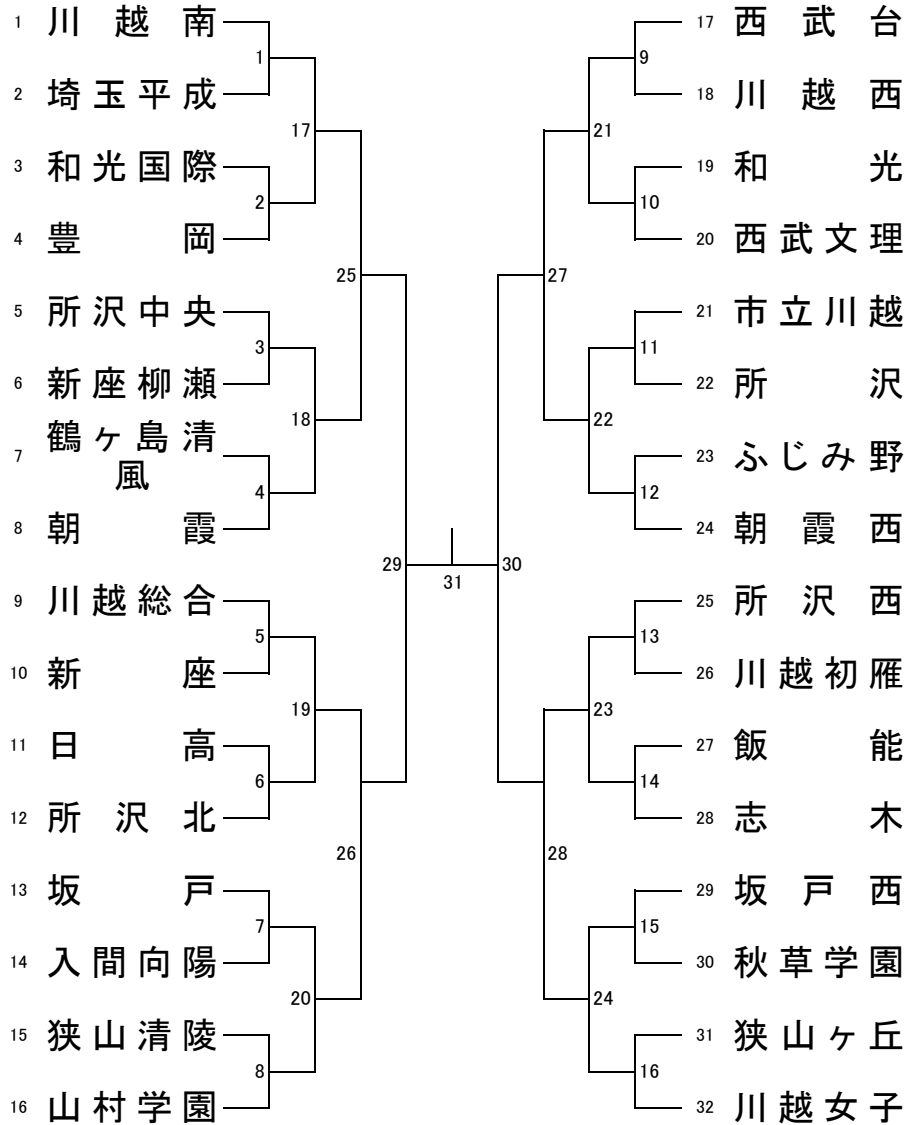 1 川越南
1
2 埼玉平成
17
3 和光国際
2
4 豊岡
25
5 所沢中央
3
6 新座柳瀬
18
7 鶴ヶ島清
風
4
8 朝霞
29
9 川越総合
5
10 新座
19
11 日高
6
12 所沢北
26
13 坂戸
7
14 入間向陽
20
15 狭山清陵
8
16 山村学園
31
17 西武台
9
18 川越西
21
19 和光
10
20 西武文理
27
21 市立川越
11
22 所沢
22
23 ふじみ野
12
24 朝霞西
30
25 所沢西
13
26 川越初雁
23
27 飯能
14
28 志木
28
29 坂戸西
15
30 秋草学園
24
31 狭山ヶ丘
16
32 川越女子